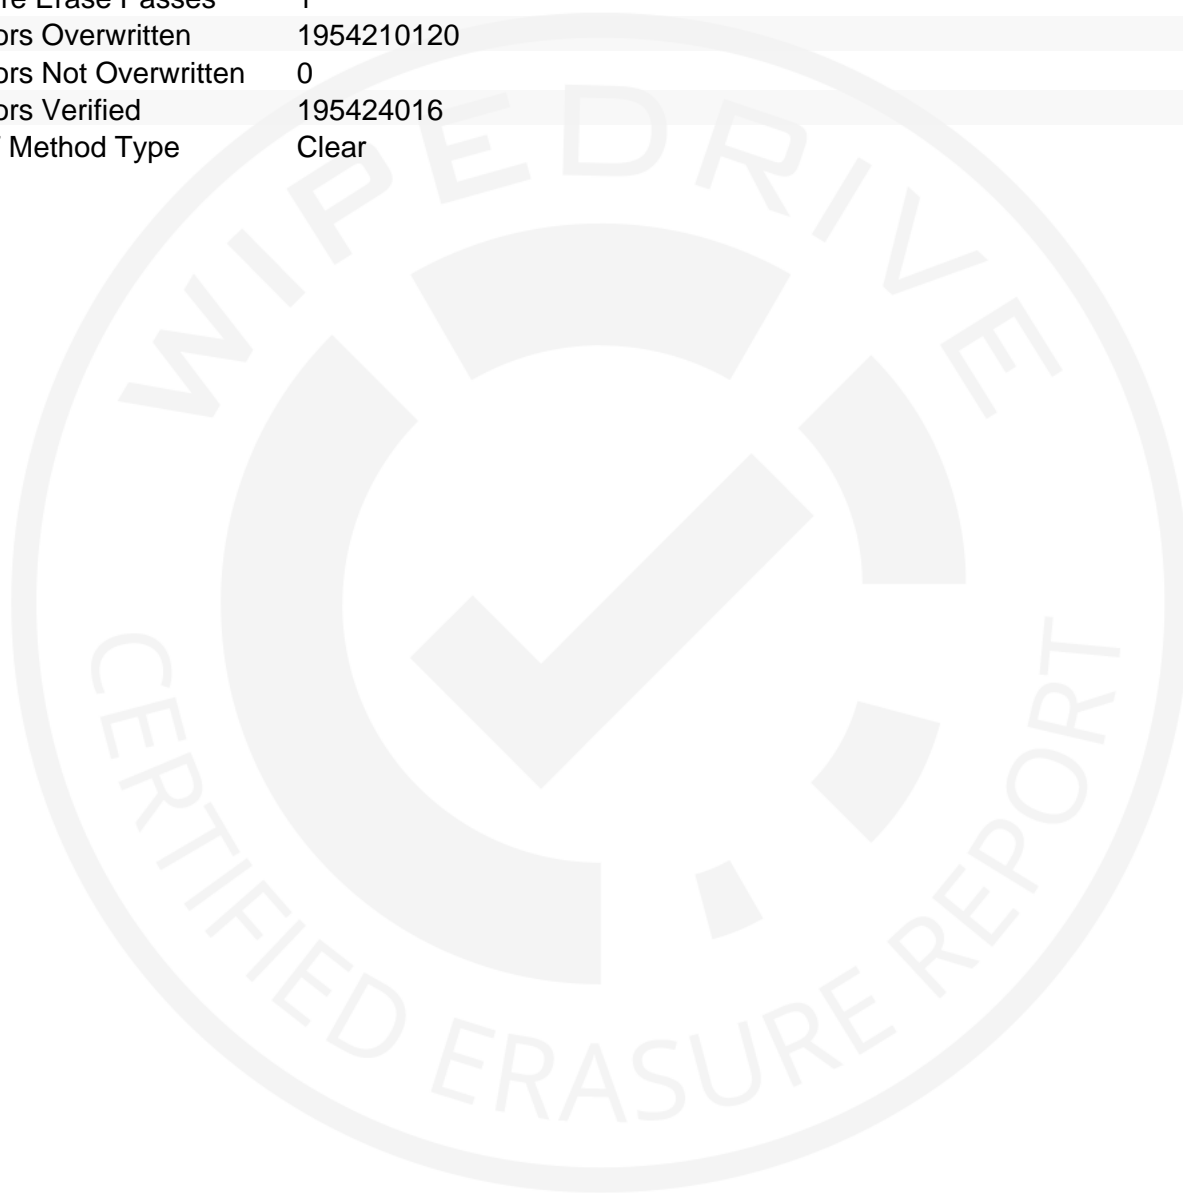 re Erase Passes 1
ors Overwritten 1954210120
ors Not Overwritten 0
ors Verified 195424016
Method Type Clear
WIPEDRIVE
CERTIFIED ERASURE REPORT